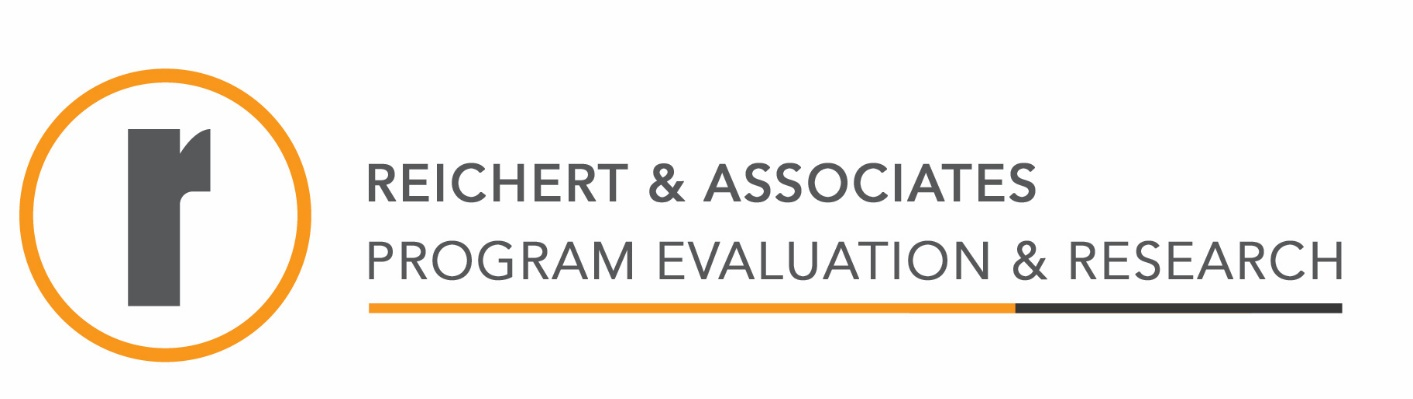 r
REICHERT & ASSOCIATES
PROGRAM EVALUATION & RESEARCH